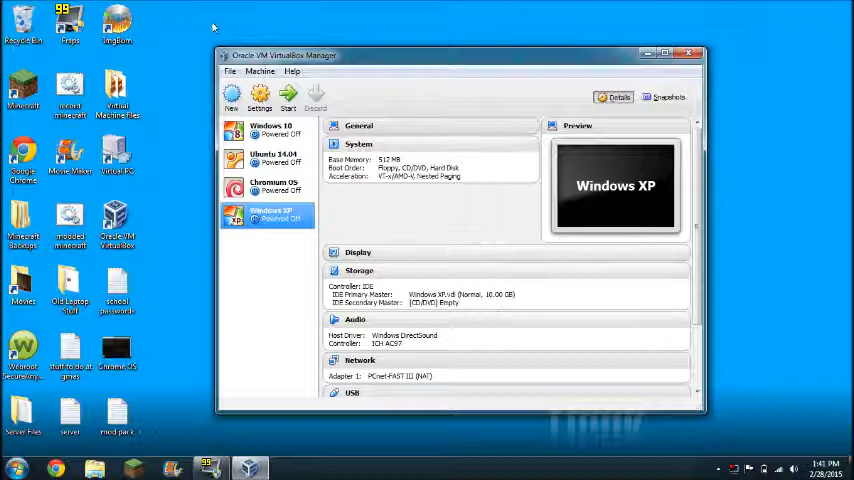 99
Recycle Bin
Fraps
ImgBurn
Minecraft
record minecraft
Virtual Machine files
Google Chrome
Movie Maker
Virtual PC
Minecraft Backups
modded minecraft
Oracle VM VirtualBox
Movies
Old Laptop Stuff
school passwords
Webroot SecureAny...
stuff to do at gmas
Chrome OS
Server Files
server
mod pack
Oracle VM VirtualBox Manager
File Machine Help
New Settings Start Discard
Details Snapshots
Windows 10
Powered Off
Ubuntu 14.04
Powered Off
Chromium OS
Powered Off
Windows XP
Powered Off
General
System
Base Memory: 512 MB
Boot Order: Floppy, CD/DVD, Hard Disk
Acceleration: VT-x/AMD-V, Nested Paging
Preview
Windows XP
Display
Storage
Controller: IDE
IDE Primary Master: Windows XP.vdi (Normal, 10.00 GB)
IDE Secondary Master: [CD/DVD] Empty
Audio
Host Driver: Windows DirectSound
Controller: ICH AC97
Network
Adapter 1: PCnet-FAST III (NAT)
USB
99
1:41 PM
2/28/2015